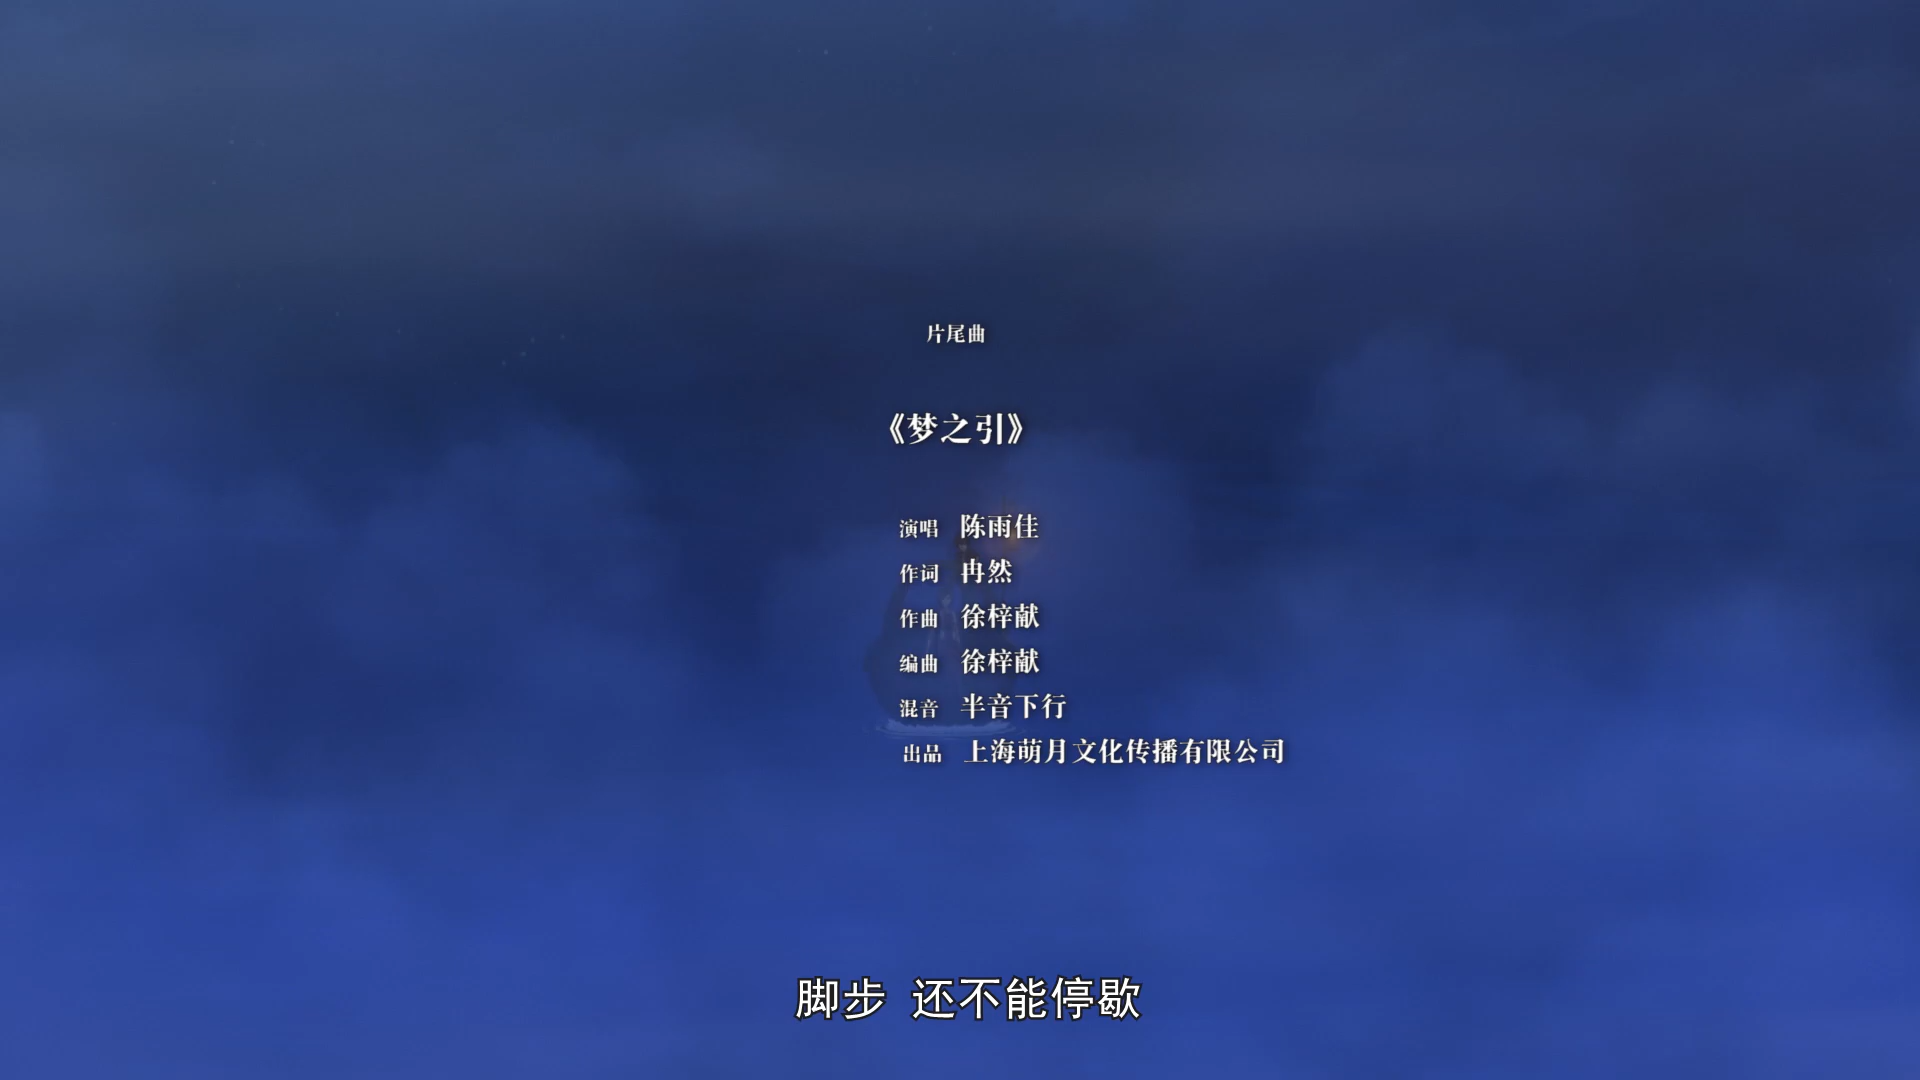 片尾曲
《梦之引》
演唱 陈雨佳
作词 冉然
作曲 徐梓献
编曲 徐梓献
混音 半音下行
出品 上海萌月文化传播有限公司
脚步 还不能停歇